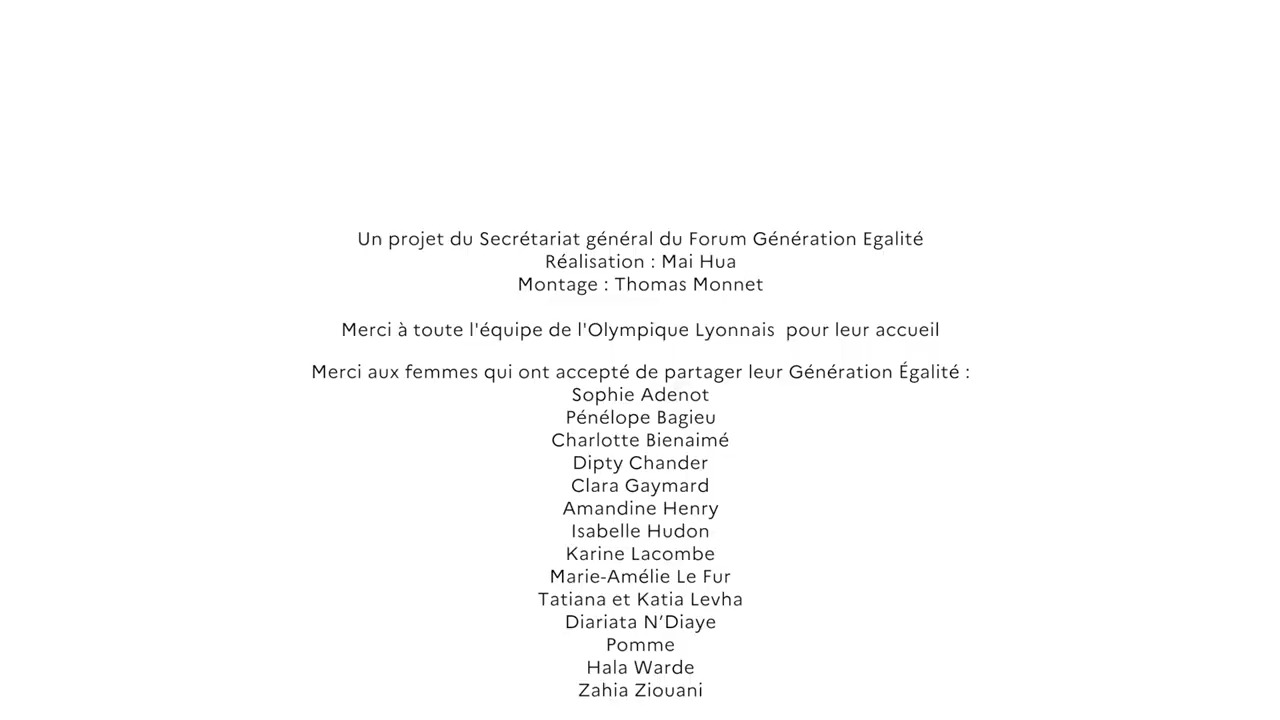 Un projet du Secrétariat général du Forum Génération Egalité
Réalisation : Mai Hua
Montage : Thomas Monnet
Merci à toute l'équipe de l'Olympique Lyonnais  pour leur accueil
Merci aux femmes qui ont accepté de partager leur Génération Égalité :
Sophie Adenot
Pénélope Bagieu
Charlotte Bienaimé
Dipty Chander
Clara Gaymard
Amandine Henry
Isabelle Hudon
Karine Lacombe
Marie-Amélie Le Fur
Tatiana et Katia Levha
Diariata N’Diaye
Pomme
Hala Warde
Zahia Ziouani